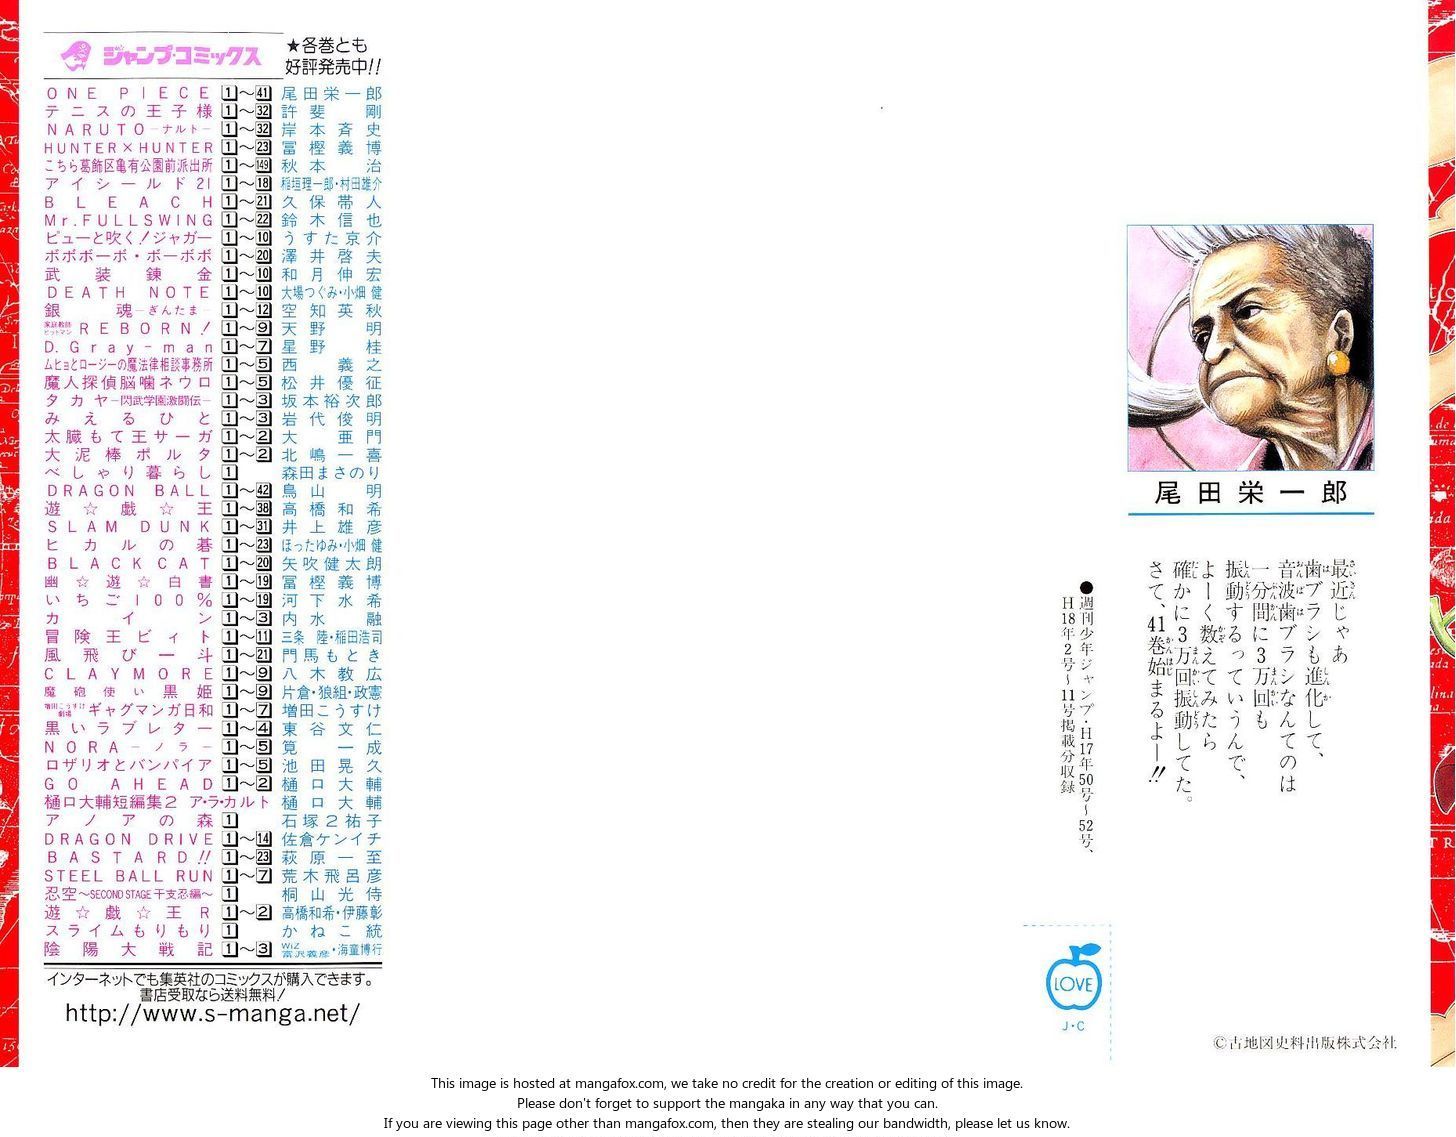 ジャンプ・コミックス
★各巻とも
好評発売中!!
ONE PIECE 1〜41 尾田栄一郎
テニスの王子様 1〜32 許斐剛
NARUTO―ナルト― 1〜32 岸本斉史
HUNTER×HUNTER 1〜23 冨樫義博
こちら葛飾区亀有公園前派出所 1〜149 秋本治
アイシールド21 1〜18 稲垣理一郎・村田雄介
BLEACH 1〜21 久保帯人
Mr.FULLSWING 1〜22 鈴木信也
ピューと吹く!ジャガー 1〜10 うすた京介
ボボボーボ・ボーボボ 1〜20 澤井啓夫
武装錬金 1〜10 和月伸宏
DEATH NOTE 1〜10 大場つぐみ・小畑健
銀魂―ぎんたま― 1〜12 空知英秋
家庭教師ヒットマンREBORN! 1〜9 天野明
D.Gray-man 1〜7 星野桂
ムヒョとロージーの魔法律相談事務所 1〜5 西義之
魔人探偵脳噛ネウロ 1〜5 松井優征
タカヤ―閃武学園激闘伝― 1〜3 坂本裕次郎
みえるひと 1〜3 岩代俊明
太臓もて王サーガ 1〜2 大亜門
大泥棒ポルタ 1〜2 北嶋一喜
べしゃり暮らし 1 森田まさのり
DRAGON BALL 1〜42 鳥山明
遊☆戯☆王 1〜38 高橋和希
SLAM DUNK 1〜31 井上雄彦
ヒカルの碁 1〜23 ほったゆみ・小畑健
BLACK CAT 1〜20 矢吹健太朗
幽☆遊☆白書 1〜19 冨樫義博
いちご100% 1〜19 河下水希
カイン 1〜3 内水融
冒険王ビィト 1〜11 三条陸・稲田浩司
風飛び一斗 1〜21 門馬もとき
CLAYMORE 1〜9 八木教広
魔砲使い黒姫 1〜9 片倉・狼組・政憲
増田こうすけ劇場ギャグマンガ日和 1〜7 増田こうすけ
黒いラブレター 1〜4 東谷文仁
NORA―ノラ― 1〜5 筧一成
ロザリオとバンパイア 1〜5 池田晃久
GO AHEAD 1〜2 樋口大輔
樋口大輔短編集2 ア・ラ・カルト 樋口大輔
アノアの森 1 石塚2祐子
DRAGON DRIVE 1〜14 佐倉ケンイチ
BASTARD!! 1〜23 萩原一至
STEEL BALL RUN 1〜7 荒木飛呂彦
忍空〜SECOND STAGE 干支忍編〜 1 桐山光侍
遊☆戯☆王R 1〜2 高橋和希・伊藤彰
スライムもりもり 1 かねこ統
陰陽大戦記 1〜3 WiZ 富沢義彦・海童博行
インターネットでも集英社のコミックスが購入できます。
書店受取なら送料無料!
http://www.s-manga.net/
尾田栄一郎
最近じゃあ
歯ブラシも進化して、
音波歯ブラシなんてのは
一分間に3万回も
振動するっていうんで、
よーく数えてみたら
確かに3万回振動してた。
さて、41巻始まるよー!!
●週刊少年ジャンプ・H17年50号〜52号、
H18年2号〜11号掲載分収録
LOVE
J・C
©古地図史料出版株式会社
This image is hosted at mangafox.com, we take no credit for the creation or editing of this image.
Please don't forget to support the mangaka in any way that you can.
If you are viewing this page other than mangafox.com, then they are stealing our bandwidth, please let us know.